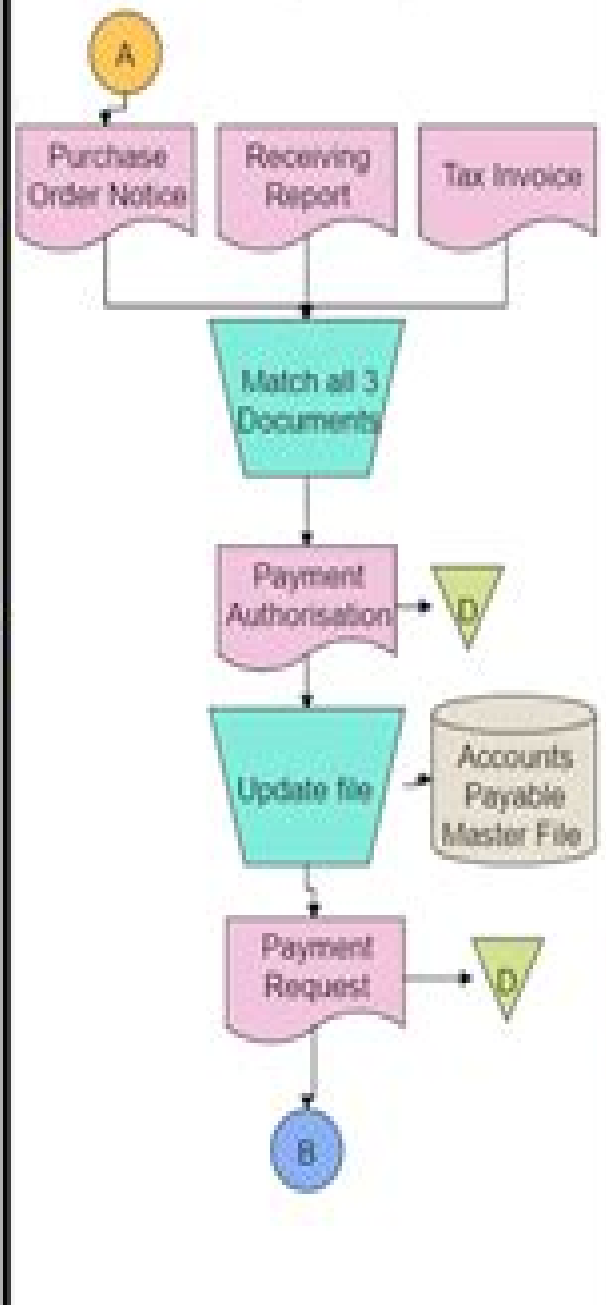 A
Purchase
Order Notice
Receiving
Report
Tax Invoice
Match all 3
Documents
Payment
Authorisation
D
Update file
Accounts
Payable
Master File
Payment
Request
D
B